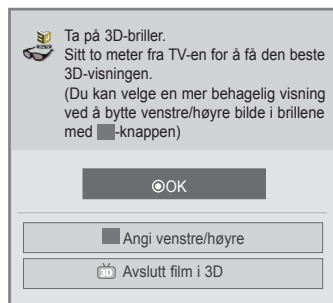 Ta på 3D-briller.
Sitt to meter fra TV-en for å få den beste
3D-visningen.
(Du kan velge en mer behagelig visning
ved å bytte venstre/høyre bilde i brillene
med -knappen)
OK
Angi venstre/høyre
3D Avslutt film i 3D